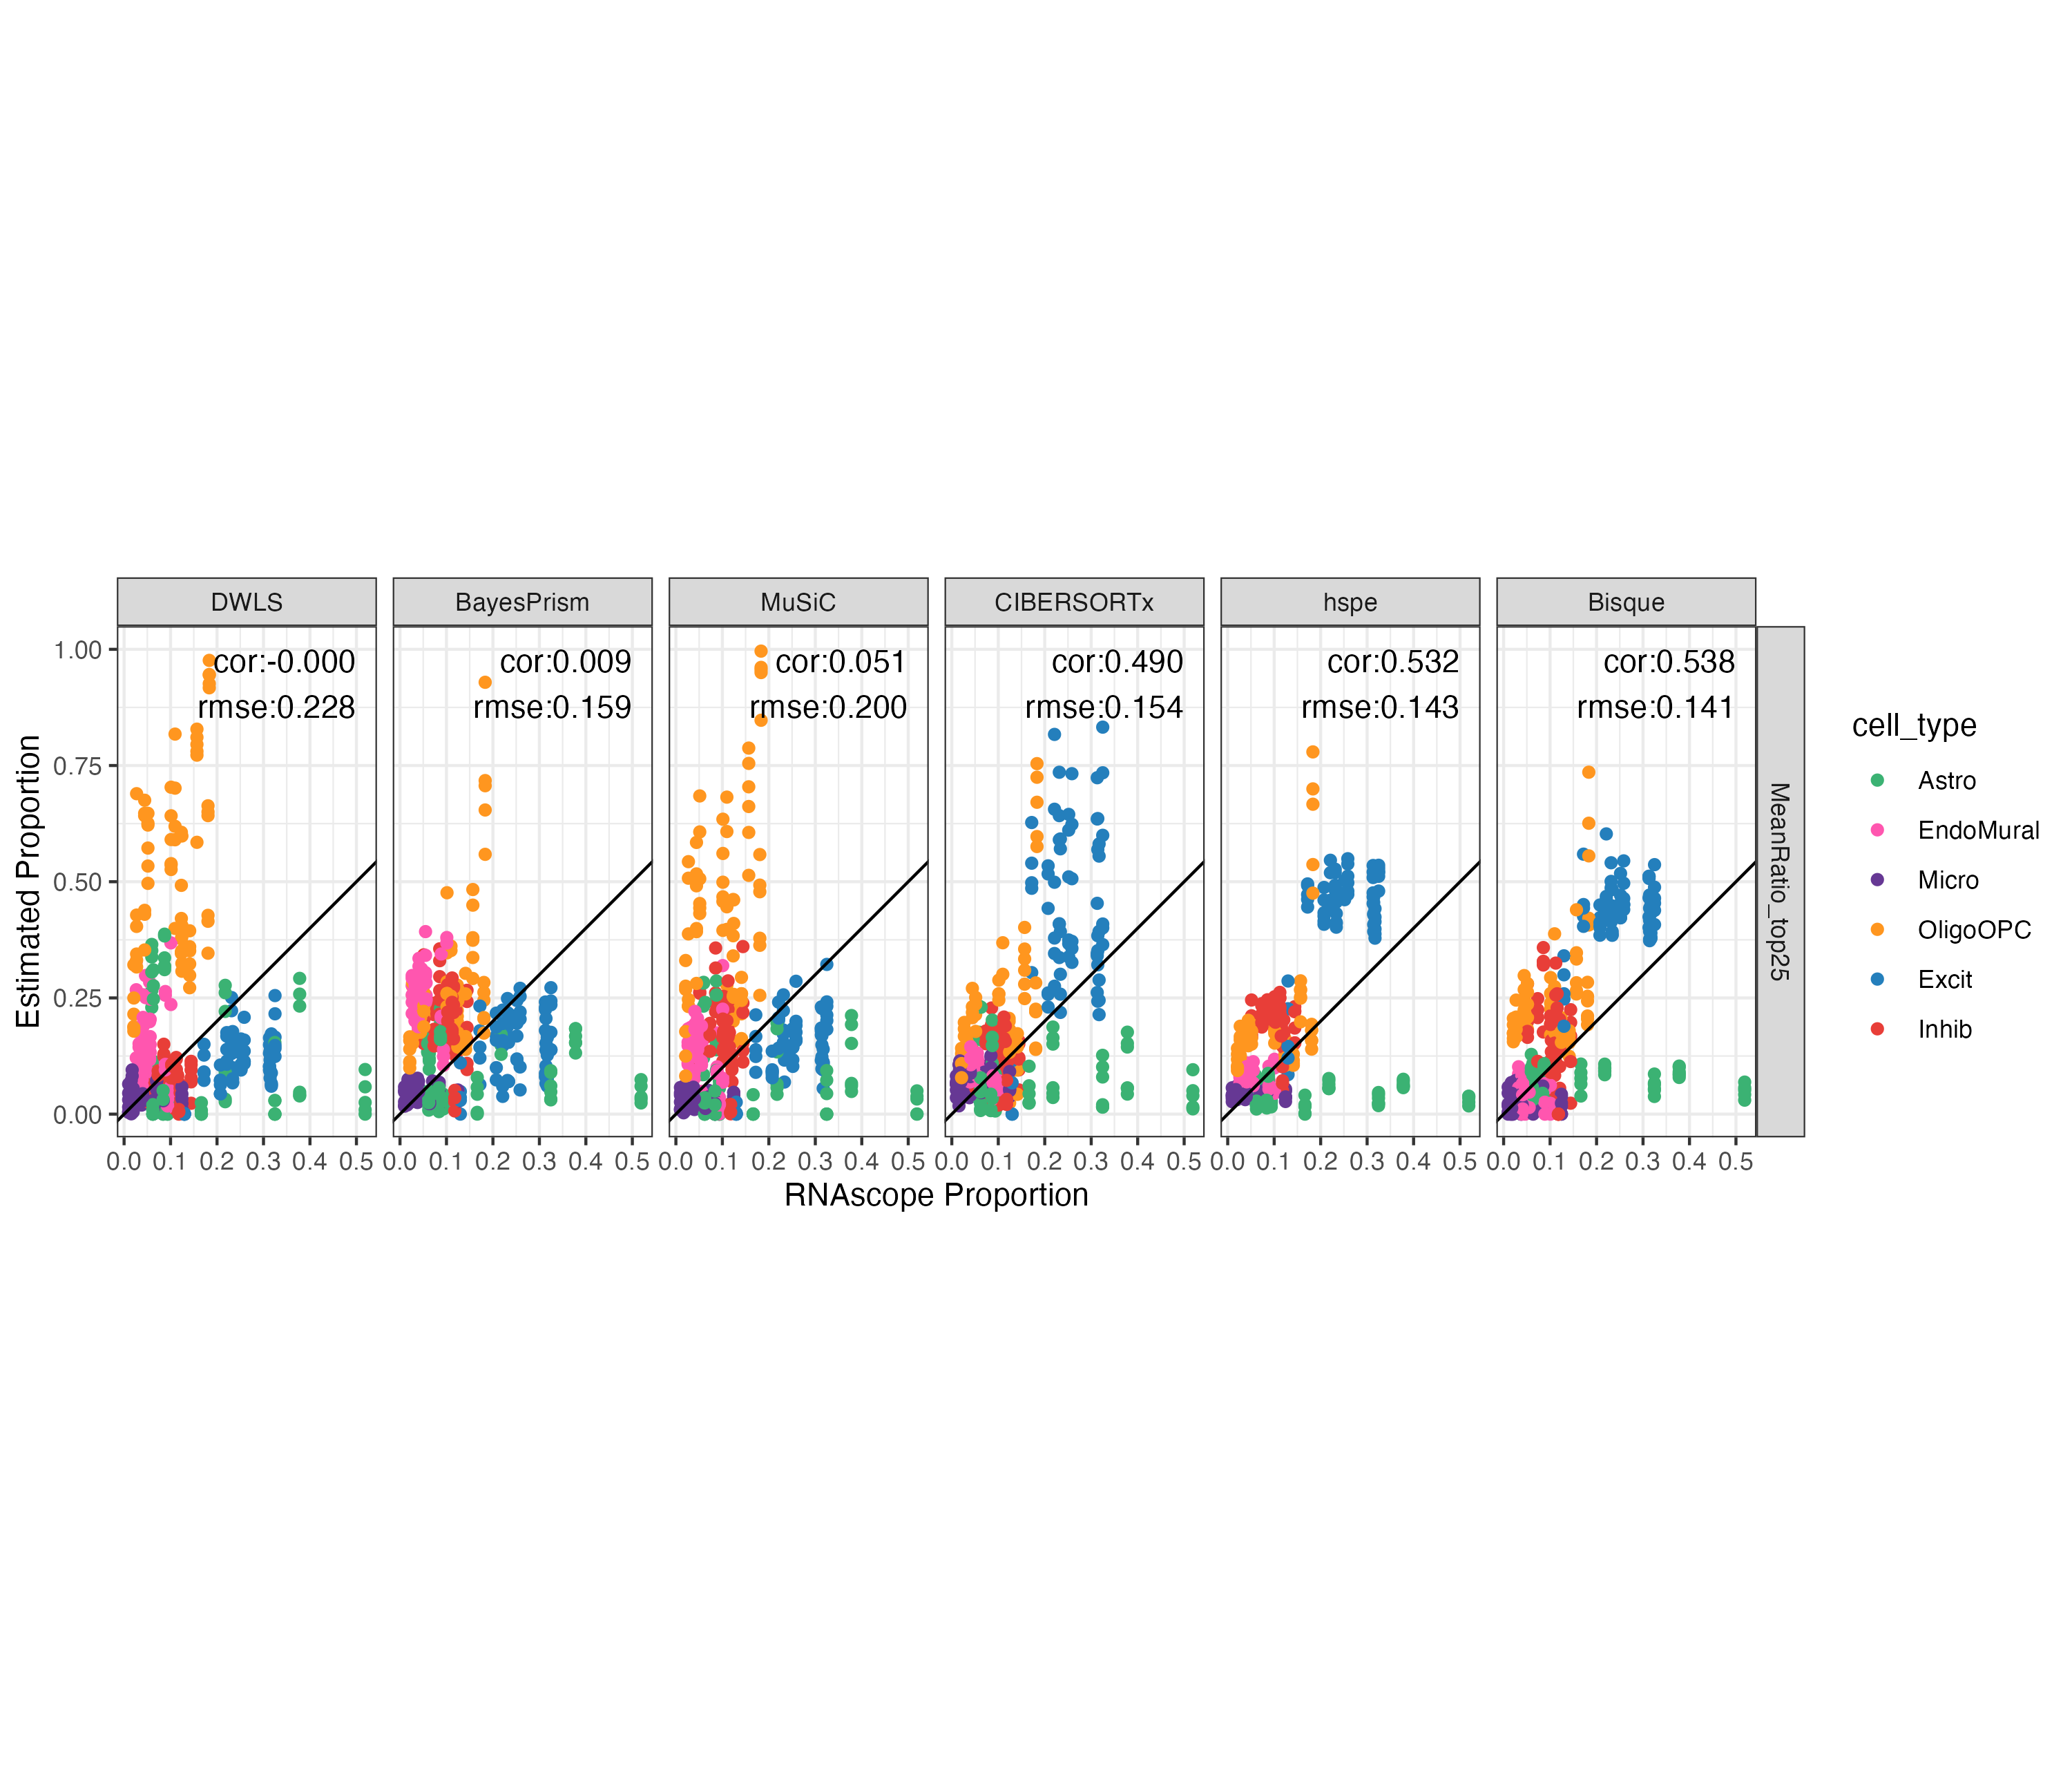 DWLS
BayesPrism
MuSiC
CIBERSORTx
hspe
Bisque
cor:-0.000
rmse:0.228
cor:0.009
rmse:0.159
cor:0.051
rmse:0.200
cor:0.490
rmse:0.154
cor:0.532
rmse:0.143
cor:0.538
rmse:0.141
MeanRatio_top25
Estimated Proportion
1.00
0.75
0.50
0.25
0.00
0.0 0.1 0.2 0.3 0.4 0.5
0.0 0.1 0.2 0.3 0.4 0.5
0.0 0.1 0.2 0.3 0.4 0.5
0.0 0.1 0.2 0.3 0.4 0.5
0.0 0.1 0.2 0.3 0.4 0.5
0.0 0.1 0.2 0.3 0.4 0.5
RNAscope Proportion
cell_type
Astro
EndoMural
Micro
OligoOPC
Excit
Inhib